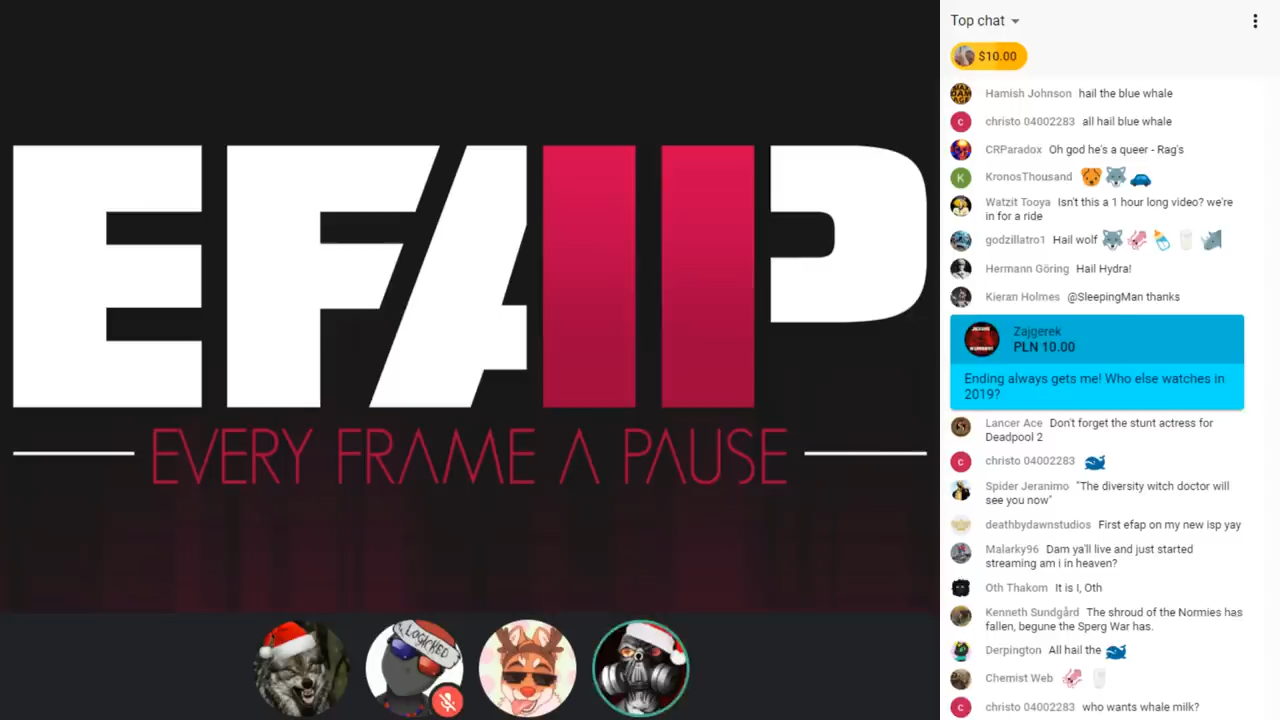 EFAP
EVERY FRAME A PAUSE
LOGICKED
Top chat
$10.00
Hamish Johnson hail the blue whale
christo 04002283 all hail blue whale
CRParadox Oh god he's a queer - Rag's
KronosThousand
Watzit Tooya Isn't this a 1 hour long video? we're
in for a ride
godzillatro1 Hail wolf
Hermann Göring Hail Hydra!
Kieran Holmes @SleepingMan thanks
Zajgerek
PLN 10.00
Ending always gets me! Who else watches in
2019?
Lancer Ace Don't forget the stunt actress for
Deadpool 2
christo 04002283
Spider Jeranimo "The diversity witch doctor will
see you now"
deathbydawnstudios First efap on my new isp yay
Malarky96 Dam ya'll live and just started
streaming am i in heaven?
Oth Thakom It is I, Oth
Kenneth Sundgård The shroud of the Normies has
fallen, begune the Sperg War has.
Derpington All hail the
Chemist Web
christo 04002283 who wants whale milk?